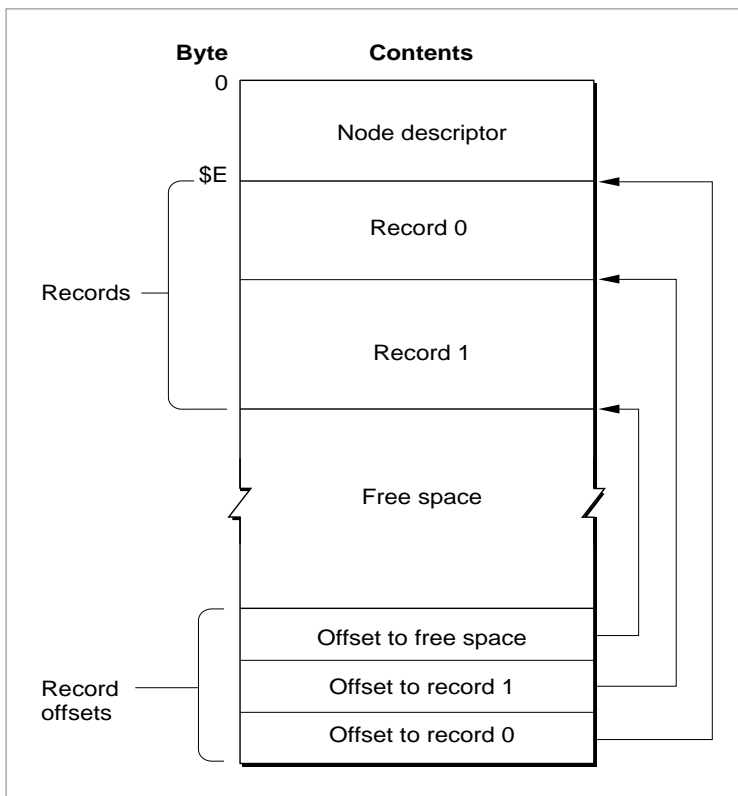 Byte Contents
0
Node descriptor
$E
Record 0
Records
Record 1
Free space
Offset to free space
Record
offsets
Offset to record 1
Offset to record 0